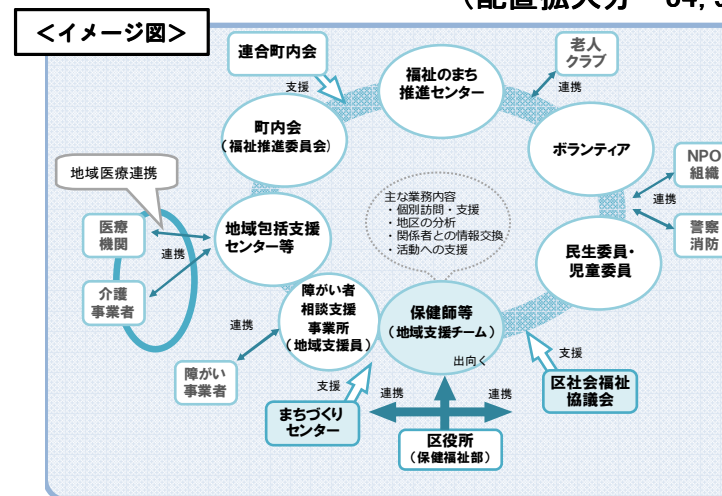 （配置拡大分
＜イメージ図＞
連合町内会
支援
福祉のまち
推進センター
老人
クラブ
連携
町内会
（福祉推進委員会）
ボランティア
NPO
組織
連携
警察
消防
地域医療連携
主な業務内容
・個別訪問・支援
・地区の分析
・関係者との情報交換
・活動への支援
医療
機関
連携
介護
事業者
地域包括支援
センター等
民生委員・
児童委員
障がい者
相談支援
事業所
（地域支援員）
保健師等
（地域支援チーム）
出向く
連携
障がい
事業者
支援
まちづくり
センター
連携
連携
支援
区社会福祉
協議会
区役所
（保健福祉部）